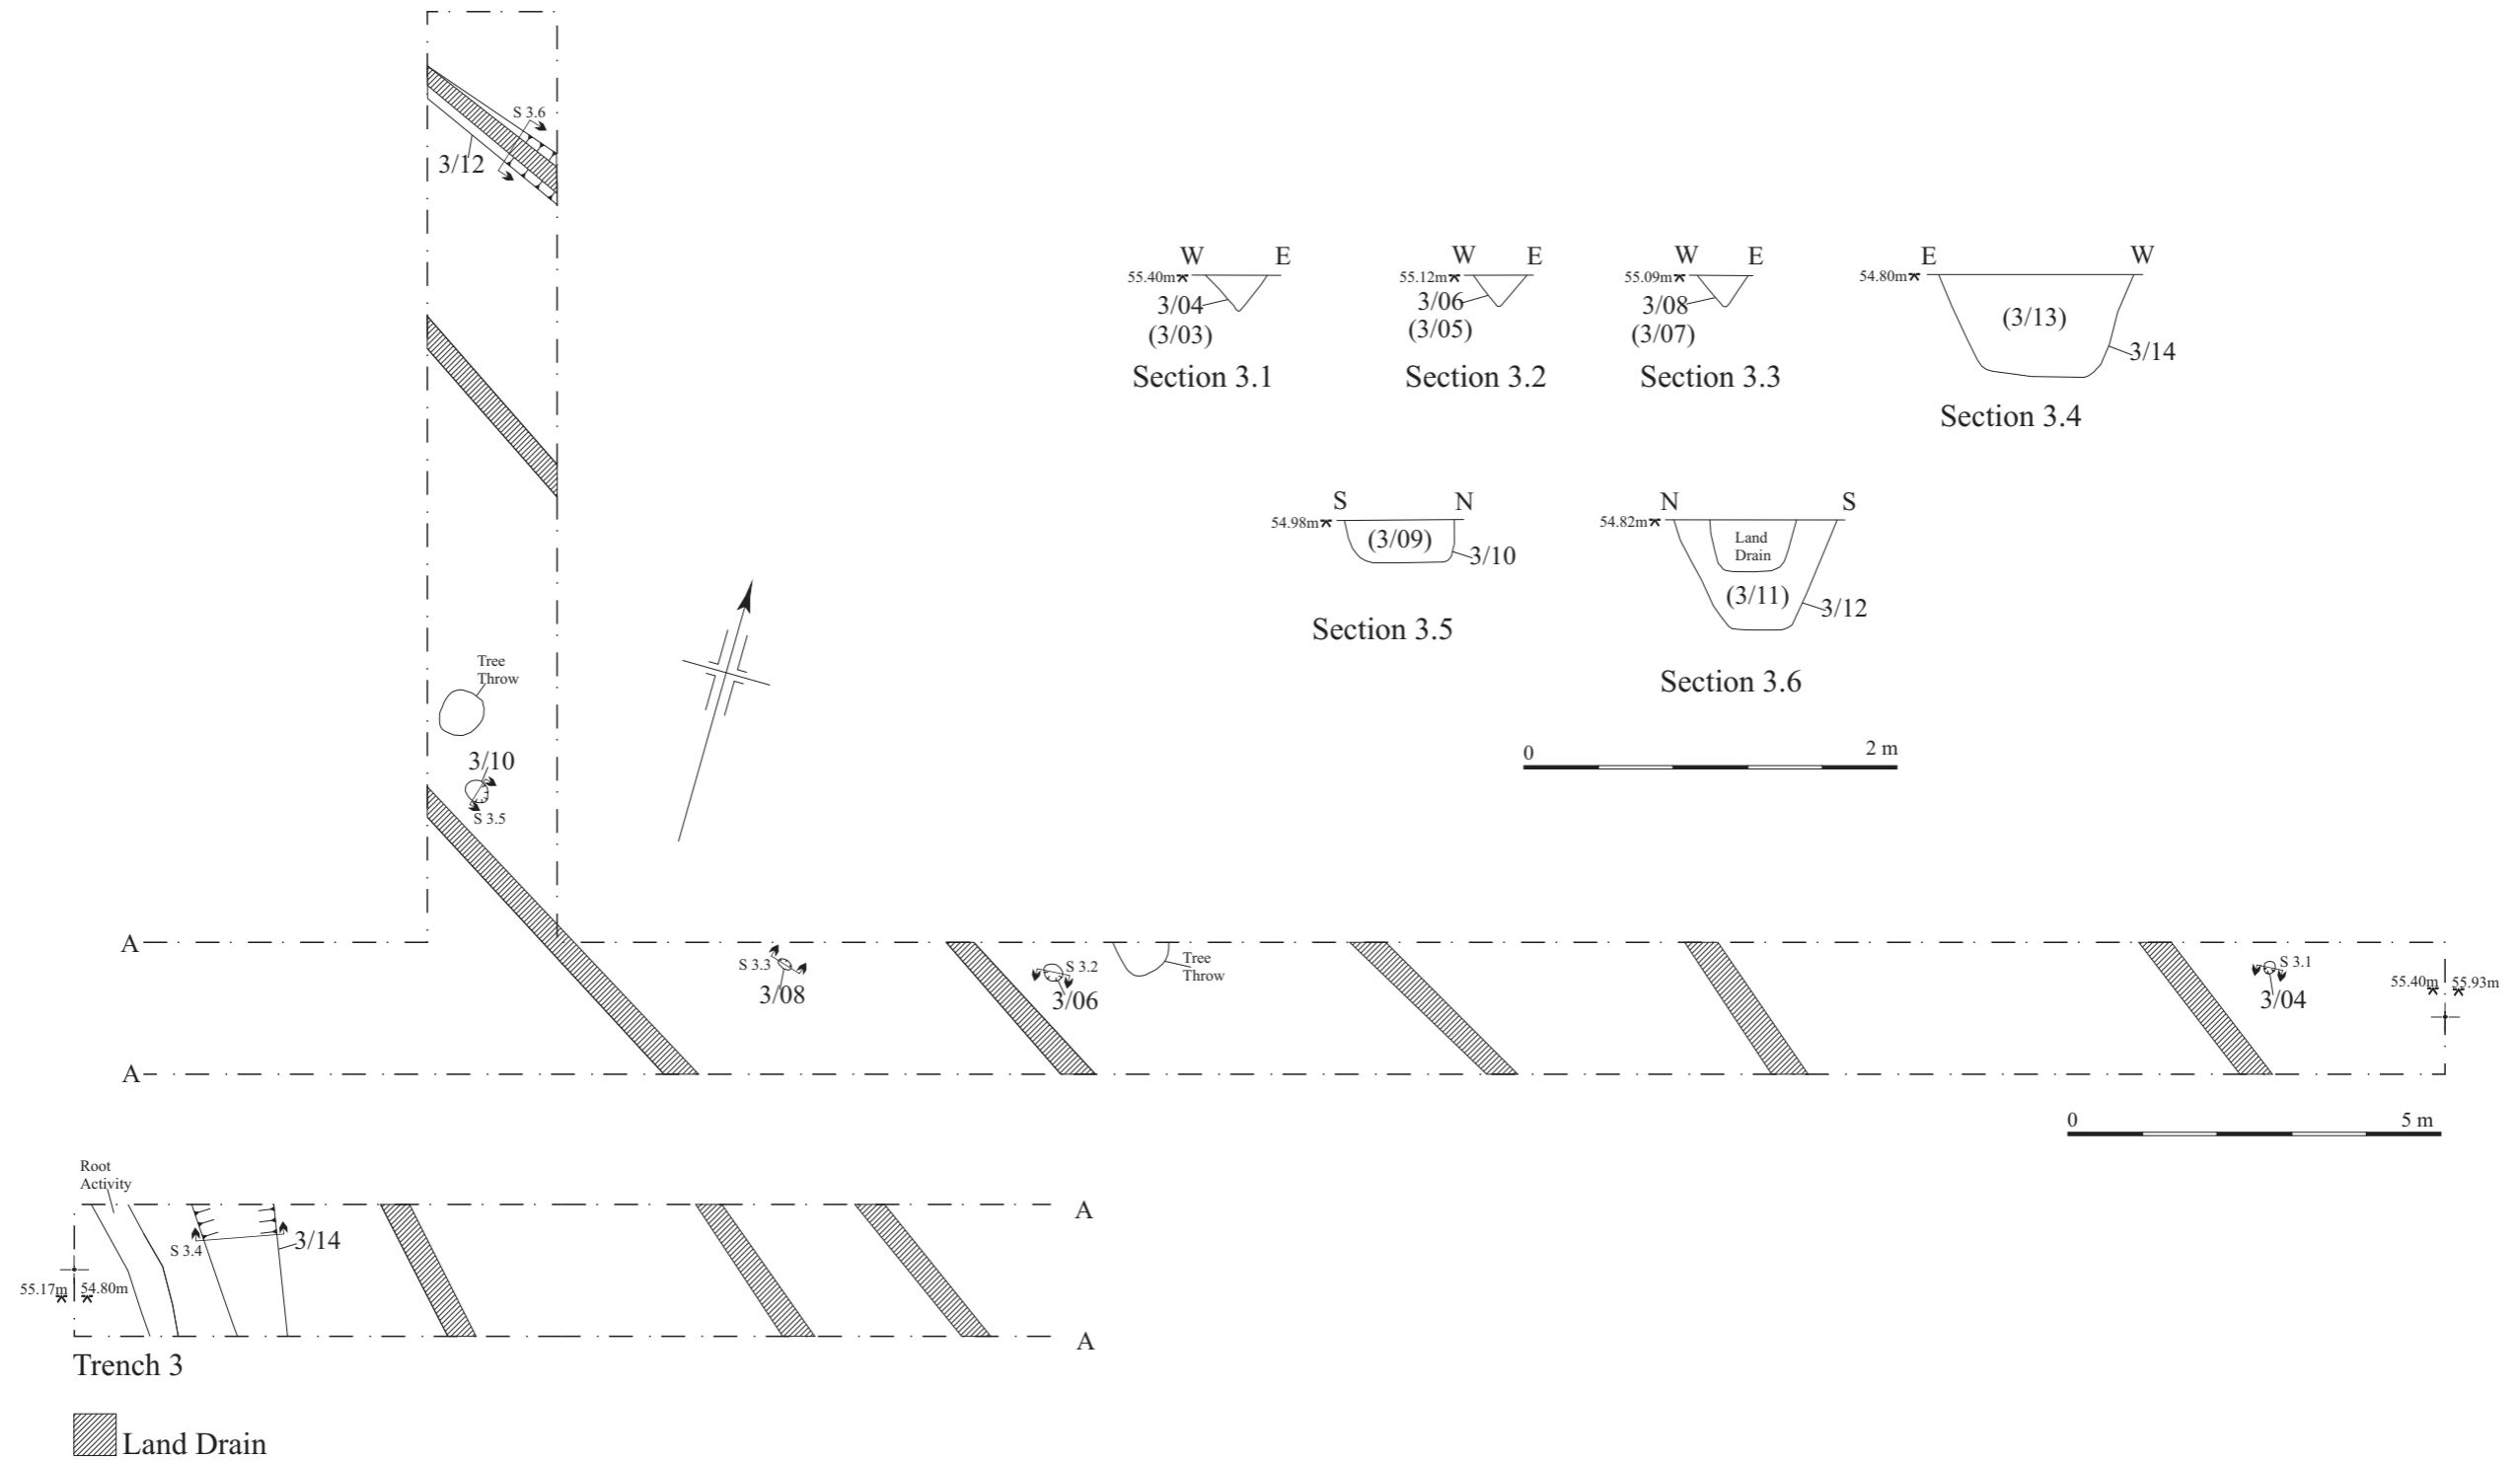 S 3.6
3/12
W E
55.40m
3/04
(3/03)
Section 3.1
W E
55.12m
3/06
(3/05)
Section 3.2
W E
55.09m
3/08
(3/07)
Section 3.3
E W
54.80m
(3/13)
3/14
Section 3.4
S N
54.98m
(3/09)
3/10
Section 3.5
N S
54.82m
Land
Drain
(3/11)
3/12
Section 3.6
0 2 m
Tree
Throw
3/10
S 3.5
A
S 3.3
3/08
S 3.2
3/06
Tree
Throw
S 3.1
3/04
55.40m 55.93m
A
0 5 m
Root
Activity
A
S 3.4
3/14
55.17m 54.80m
A
Trench 3
Land Drain